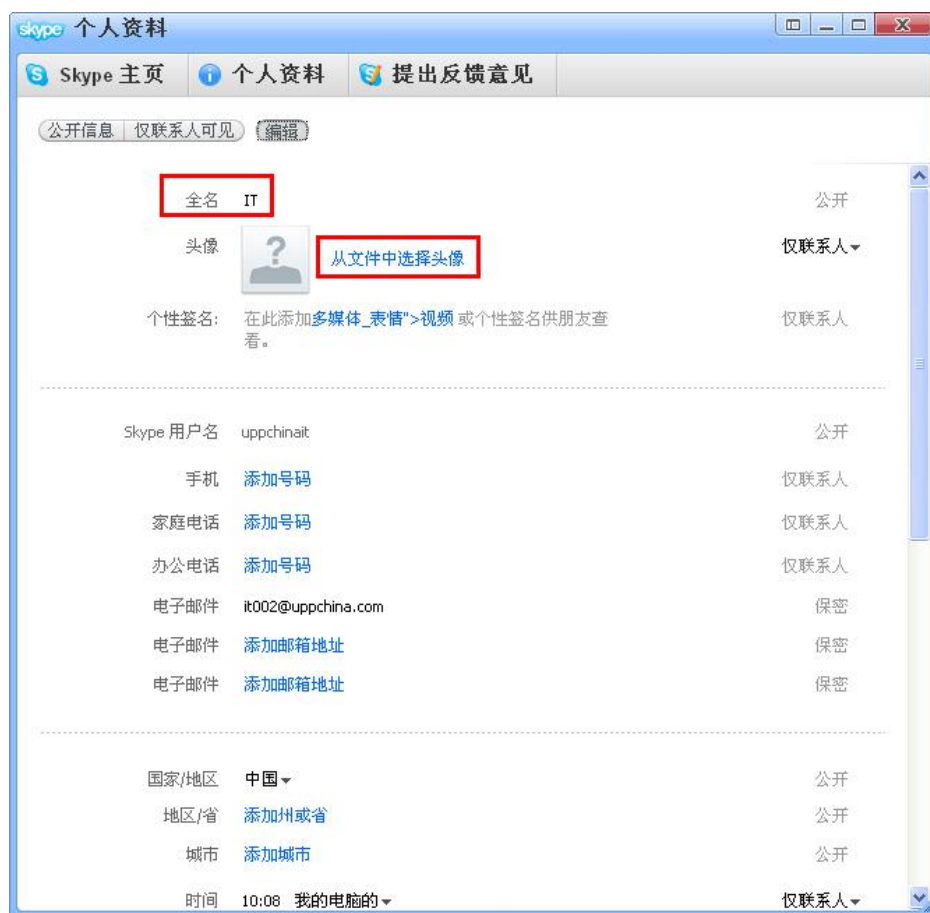 skype 个人资料
Skype 主页 个人资料 提出反馈意见
公开信息 仅联系人可见 编辑
全名 IT 公开
头像 ? 从文件中选择头像 仅联系人
个性签名: 在此添加多媒体_表情">视频 或个性签名供朋友查 仅联系人
看。
Skype 用户名 uppchinait 公开
手机 添加号码 仅联系人
家庭电话 添加号码 仅联系人
办公电话 添加号码 仅联系人
电子邮件 it002@uppchina.com 保密
电子邮件 添加邮箱地址 保密
电子邮件 添加邮箱地址 保密
国家/地区 中国 公开
地区/省 添加州或省 公开
城市 添加城市 公开
时间 10:08 我的电脑的 仅联系人